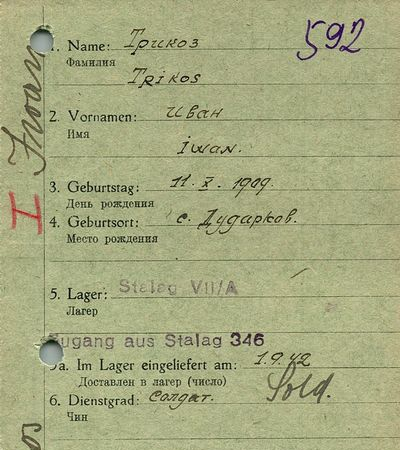 592
1. Name: Трикоз
Фамилия
Trikos
2. Vornamen: Иван
Имя
iwan.
3. Geburtstag: 11. X. 1909.
День рождения
4. Geburtsort: с. Дударков.
Место рождения
5. Lager: Stalag VII/A
Лагер
Zugang aus Stalag 346
5a. Im Lager eingeliefert am: 1.9.42
Доставлен в лагер (число)
6. Dienstgrad: солдат. Sold.
Чин
I